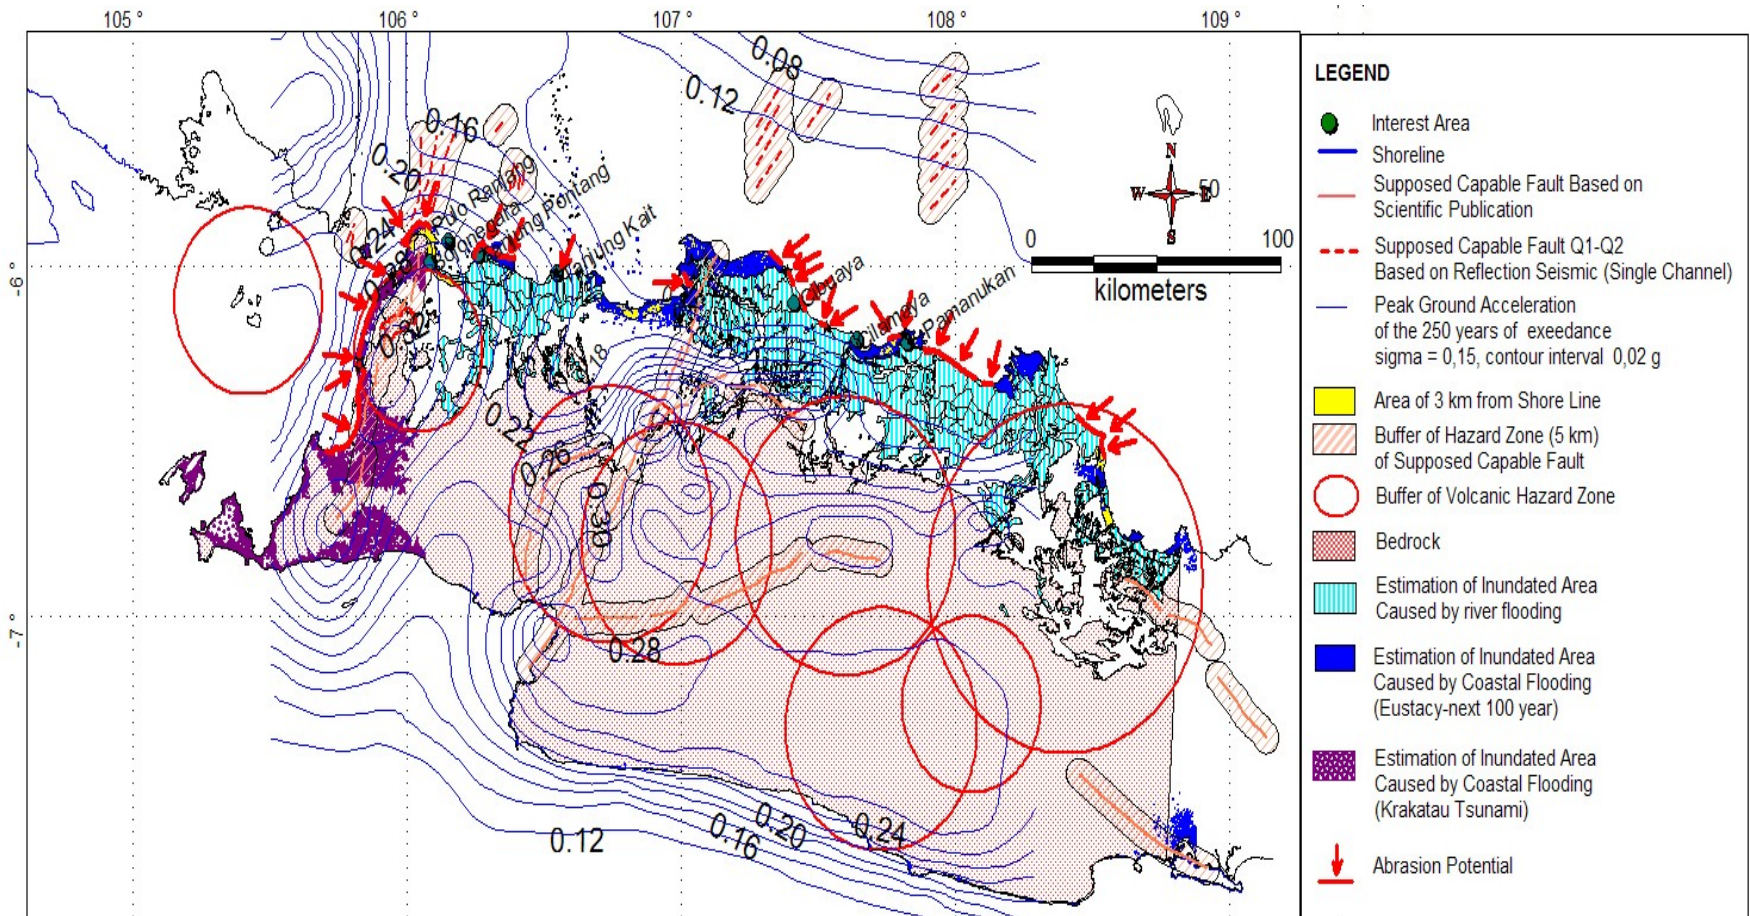 105 °
106 °
107 °
108 °
109 °
-6 °
-7 °
0.08
0.12
0.16
0.20
0.24
0.28
0.32
Pulo Panjang
Bojonegara
Tanjung Pontang
Tanjung Kait
Cibuaya
Cilamaya
Pamanukan
18
0.22
0.26
0.30
0.28
0.12
0.16
0.20
0.24
N
W
E
S
0
50
100
kilometers
LEGEND
Interest Area
Shoreline
Supposed Capable Fault Based on
Scientific Publication
Supposed Capable Fault Q1-Q2
Based on Reflection Seismic (Single Channel)
Peak Ground Acceleration
of the 250 years of exeedance
sigma = 0,15, contour interval 0,02 g
Area of 3 km from Shore Line
Buffer of Hazard Zone (5 km)
of Supposed Capable Fault
Buffer of Volcanic Hazard Zone
Bedrock
Estimation of Inundated Area
Caused by river flooding
Estimation of Inundated Area
Caused by Coastal Flooding
(Eustacy-next 100 year)
Estimation of Inundated Area
Caused by Coastal Flooding
(Krakatau Tsunami)
Abrasion Potential